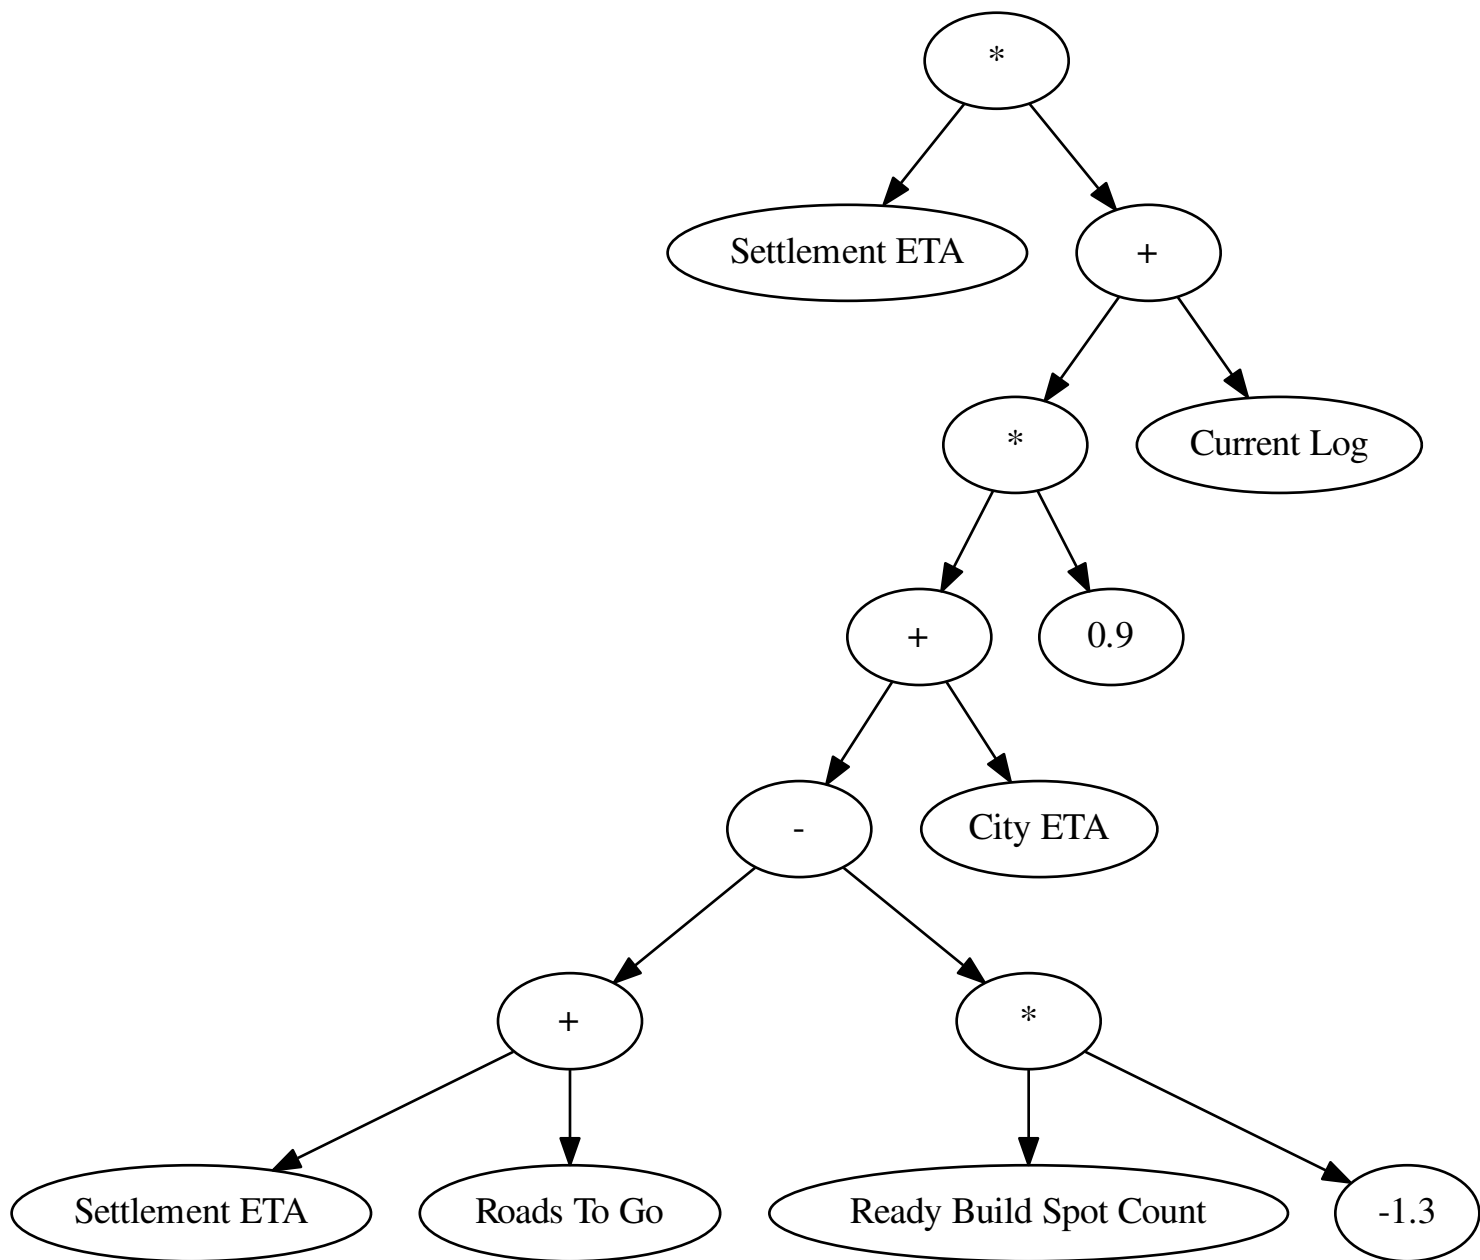 *
Settlement ETA
+
*
Current Log
+
0.9
-
City ETA
+
*
Settlement ETA
Roads To Go
Ready Build Spot Count
-1.3